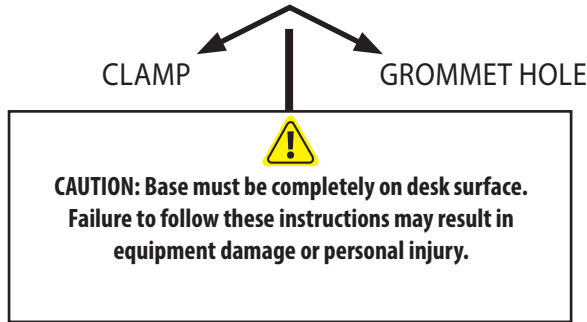 CLAMP
GROMMET HOLE
CAUTION: Base must be completely on desk surface.
Failure to follow these instructions may result in
equipment damage or personal injury.